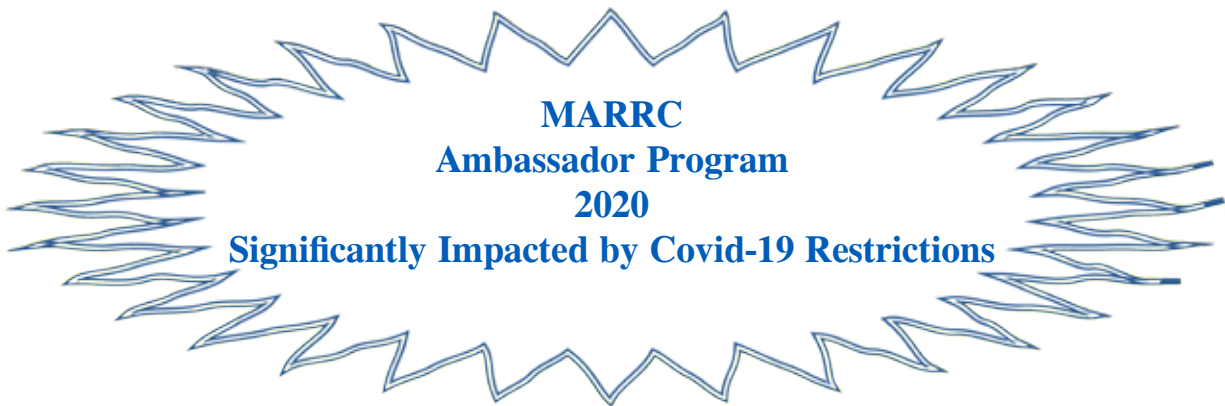 MARRC
Ambassador Program
2020
Significantly Impacted by Covid-19 Restrictions